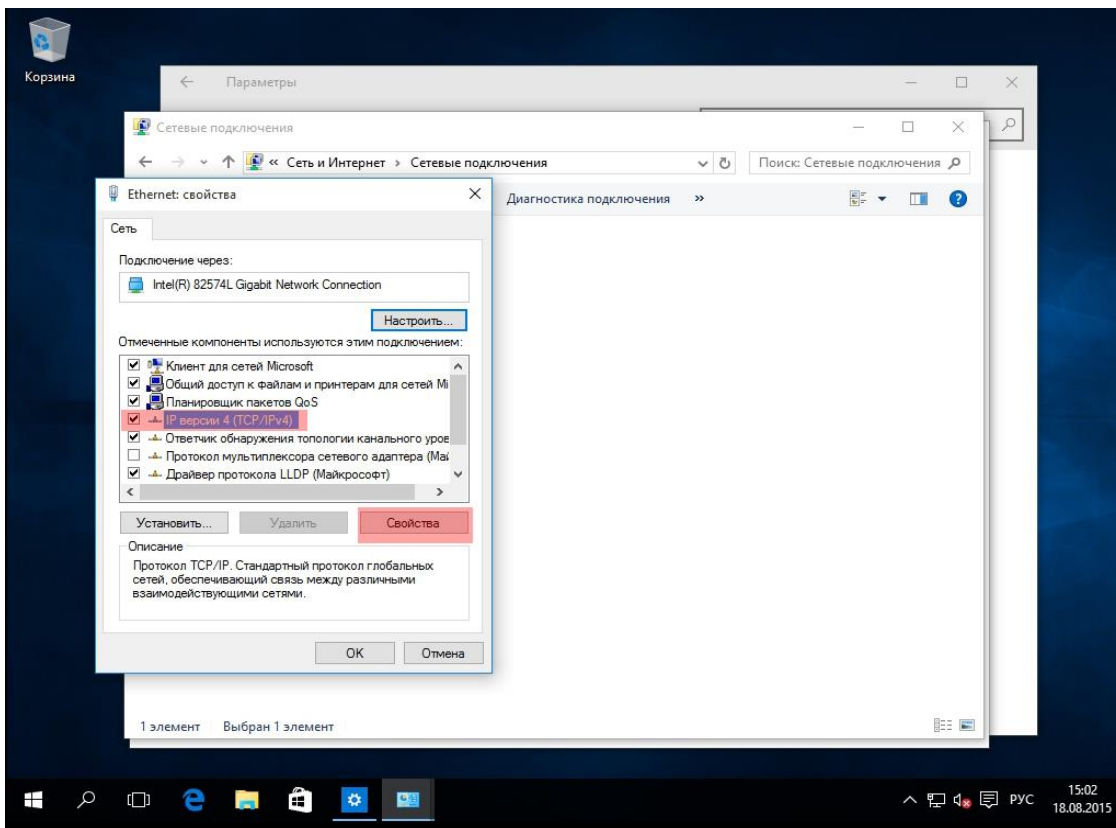 Корзина
Параметры
Сетевые подключения
« Сеть и Интернет › Сетевые подключения
Поиск: Сетевые подключения
Диагностика подключения »
Ethernet: свойства
Сеть
Подключение через:
Intel(R) 82574L Gigabit Network Connection
Настроить...
Отмеченные компоненты используются этим подключением:
Клиент для сетей Microsoft
Общий доступ к файлам и принтерам для сетей Mi
Планировщик пакетов QoS
IP версии 4 (TCP/IPv4)
Ответчик обнаружения топологии канального уров
Протокол мультиплексора сетевого адаптера (Май
Драйвер протокола LLDP (Майкрософт)
Установить... Удалить Свойства
Описание
Протокол TCP/IP. Стандартный протокол глобальных
сетей, обеспечивающий связь между различными
взаимодействующими сетями.
OK Отмена
1 элемент Выбран 1 элемент
РУС
15:02
18.08.2015